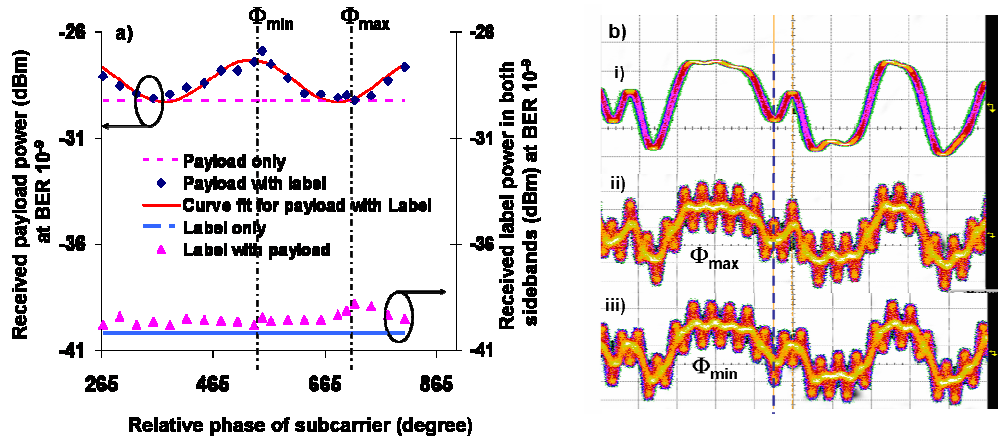 Φmin Φmax
a)
-26
-31
-36
-41
Received payload power (dBm)
at BER 10-9
Payload only
Payload with label
Curve fit for payload with Label
Label only
Label with payload
265 465 665 865
Relative phase of subcarrier (degree)
-26
-31
-36
-41
Received label power in both
sidebands (dBm) at BER 10-9
b)
i)
ii)
Φmax
iii)
Φmin